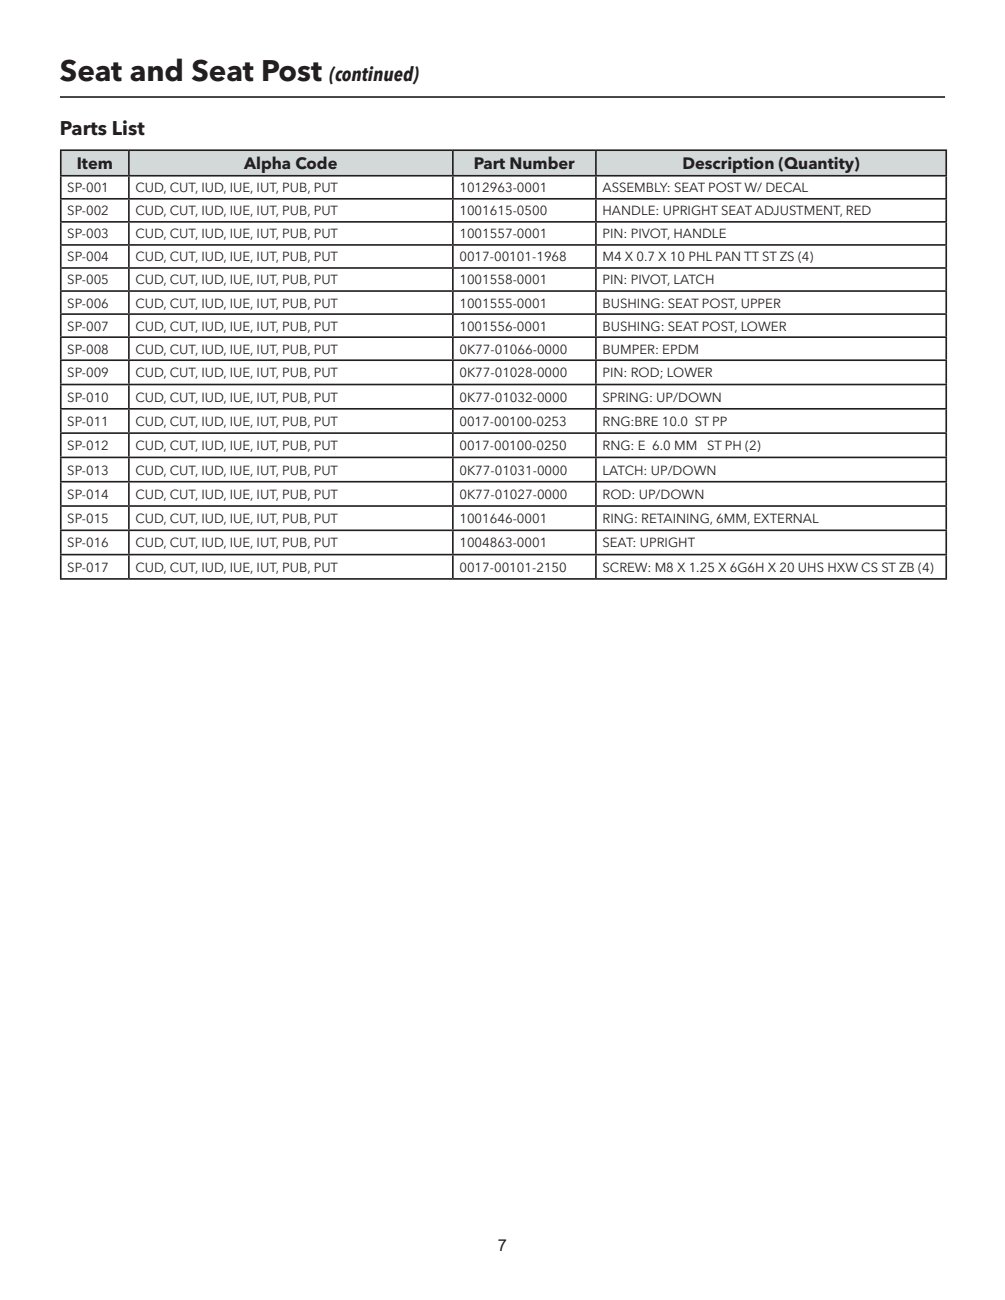 Seat and Seat Post (continued)
Parts List
Item Alpha Code Part Number Description (Quantity)
SP-001 CUD, CUT, IUD, IUE, IUT, PUB, PUT 1012963-0001 ASSEMBLY: SEAT POST W/ DECAL
SP-002 CUD, CUT, IUD, IUE, IUT, PUB, PUT 1001615-0500 HANDLE: UPRIGHT SEAT ADJUSTMENT, RED
SP-003 CUD, CUT, IUD, IUE, IUT, PUB, PUT 1001557-0001 PIN: PIVOT, HANDLE
SP-004 CUD, CUT, IUD, IUE, IUT, PUB, PUT 0017-00101-1968 M4 X 0.7 X 10 PHL PAN TT ST ZS (4)
SP-005 CUD, CUT, IUD, IUE, IUT, PUB, PUT 1001558-0001 PIN: PIVOT, LATCH
SP-006 CUD, CUT, IUD, IUE, IUT, PUB, PUT 1001555-0001 BUSHING: SEAT POST, UPPER
SP-007 CUD, CUT, IUD, IUE, IUT, PUB, PUT 1001556-0001 BUSHING: SEAT POST, LOWER
SP-008 CUD, CUT, IUD, IUE, IUT, PUB, PUT 0K77-01066-0000 BUMPER: EPDM
SP-009 CUD, CUT, IUD, IUE, IUT, PUB, PUT 0K77-01028-0000 PIN: ROD; LOWER
SP-010 CUD, CUT, IUD, IUE, IUT, PUB, PUT 0K77-01032-0000 SPRING: UP/DOWN
SP-011 CUD, CUT, IUD, IUE, IUT, PUB, PUT 0017-00100-0253 RNG:BRE 10.0 ST PP
SP-012 CUD, CUT, IUD, IUE, IUT, PUB, PUT 0017-00100-0250 RNG: E 6.0 MM ST PH (2)
SP-013 CUD, CUT, IUD, IUE, IUT, PUB, PUT 0K77-01031-0000 LATCH: UP/DOWN
SP-014 CUD, CUT, IUD, IUE, IUT, PUB, PUT 0K77-01027-0000 ROD: UP/DOWN
SP-015 CUD, CUT, IUD, IUE, IUT, PUB, PUT 1001646-0001 RING: RETAINING, 6MM, EXTERNAL
SP-016 CUD, CUT, IUD, IUE, IUT, PUB, PUT 1004863-0001 SEAT: UPRIGHT
SP-017 CUD, CUT, IUD, IUE, IUT, PUB, PUT 0017-00101-2150 SCREW: M8 X 1.25 X 6G6H X 20 UHS HXW CS ST ZB (4)
7